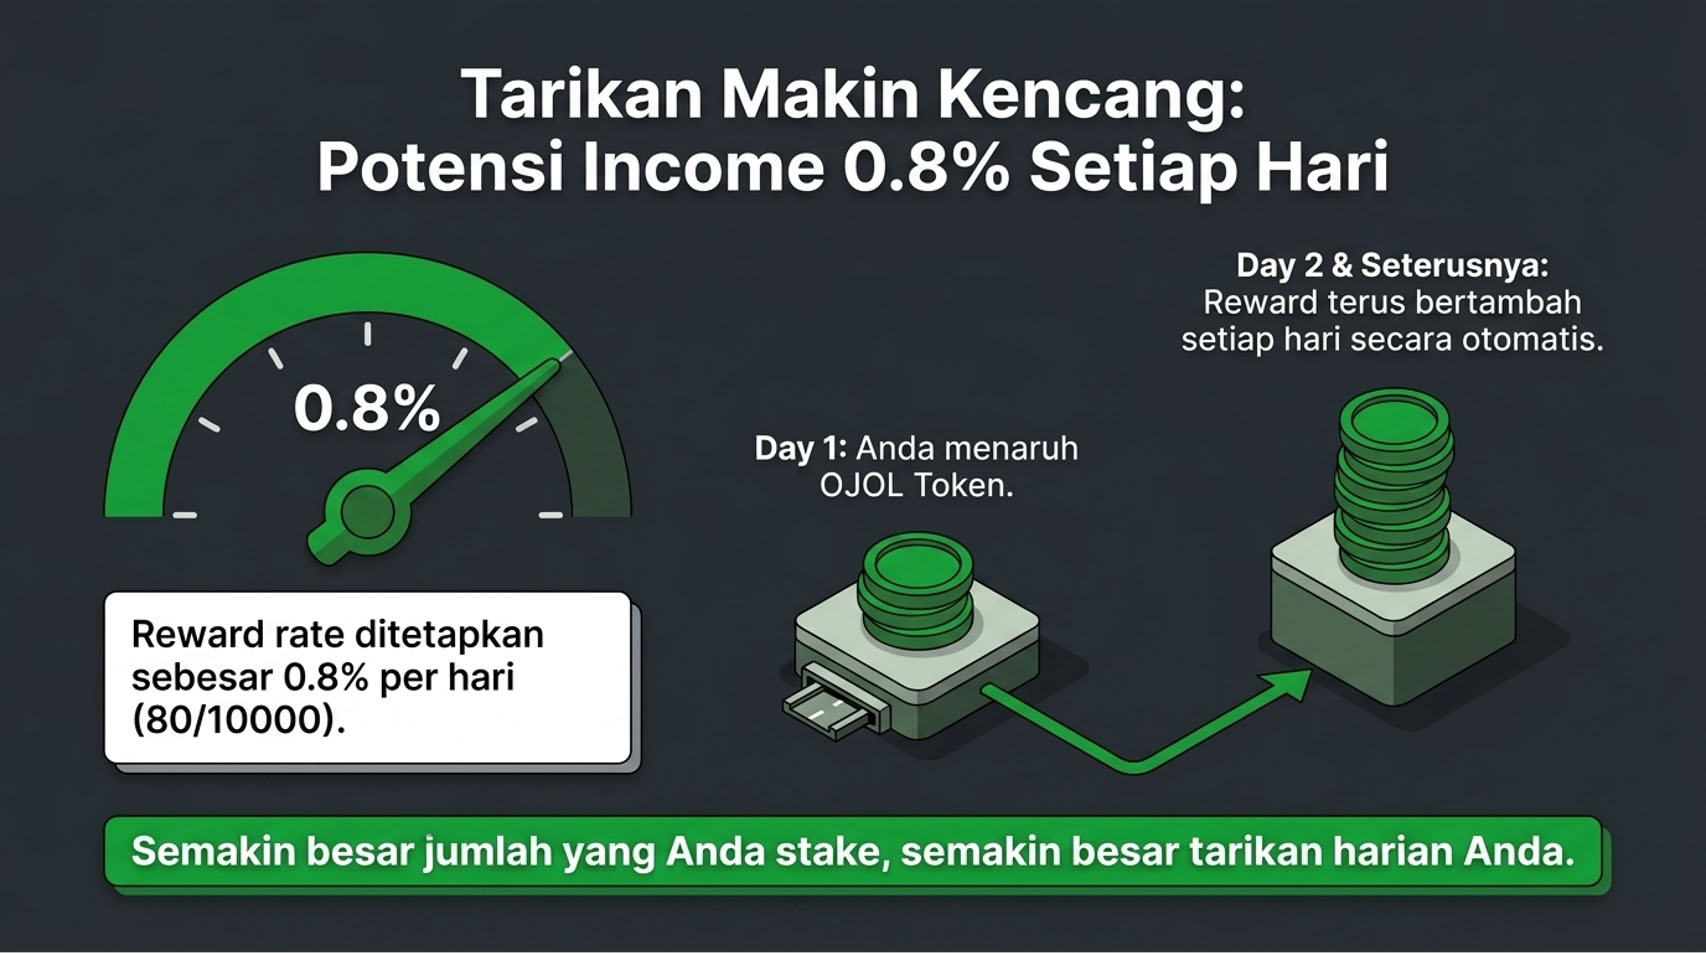 Tarikan Makin Kencang:
Potensi Income 0.8% Setiap Hari
0.8%
Reward rate ditetapkan
sebesar 0.8% per hari
(80/10000).
Day 1: Anda menaruh
OJOL Token.
Day 2 & Seterusnya:
Reward terus bertambah
setiap hari secara otomatis.
Semakin besar jumlah yang Anda stake, semakin besar tarikan harian Anda.